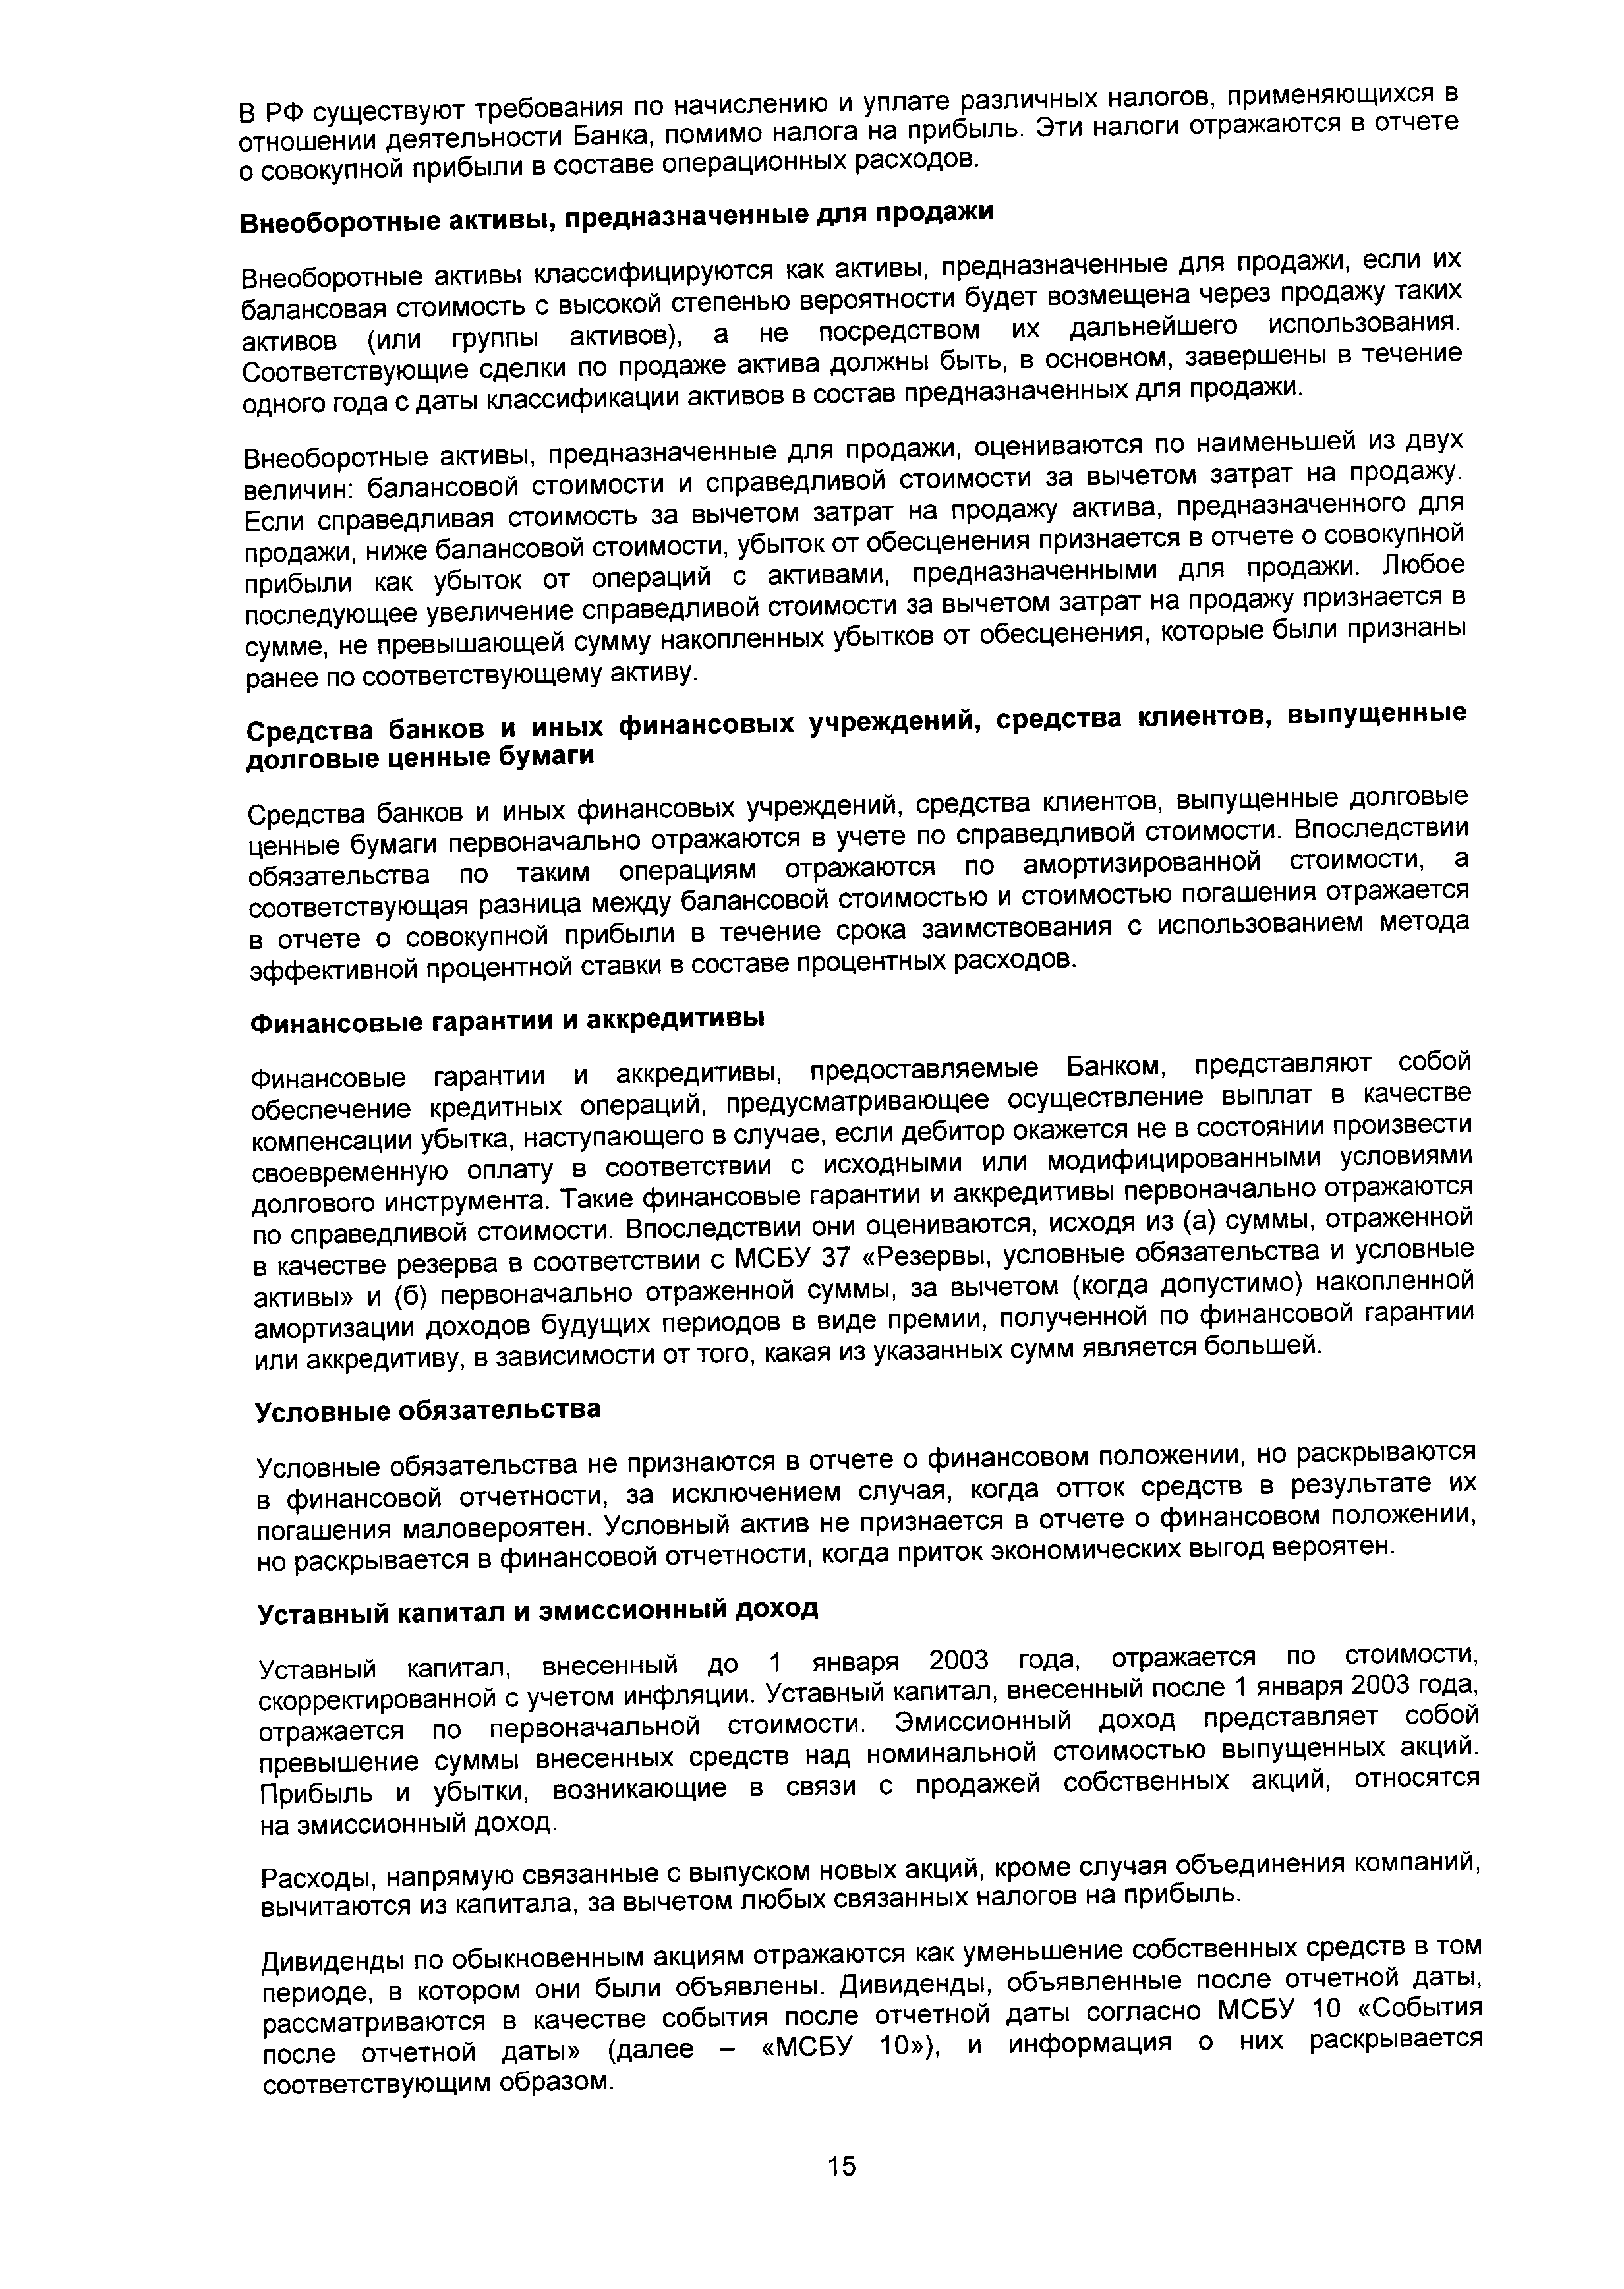 В РФ существуют требования по начислению и уплате различных налогов, применяющихся в
отношении деятельности Банка, помимо налога на прибыль. Эти налоги отражаются в отчете
о совокупной прибыли в составе операционных расходов.
Внеоборотные активы, предназначенные для продажи
Внеоборотные активы классифицируются как активы, предназначенные для продажи, если их
балансовая стоимость с высокой степенью вероятности будет возмещена через продажу таких
активов (или группы активов), а не посредством их дальнейшего использования.
Соответствующие сделки по продаже актива должны быть, в основном, завершены в течение
одного года с даты классификации активов в состав предназначенных для продажи.
Внеоборотные активы, предназначенные для продажи, оцениваются по наименьшей из двух
величин: балансовой стоимости и справедливой стоимости за вычетом затрат на продажу.
Если справедливая стоимость за вычетом затрат на продажу актива, предназначенного для
продажи, ниже балансовой стоимости, убыток от обесценения признается в отчете о совокупной
прибыли как убыток от операций с активами, предназначенными для продажи. Любое
последующее увеличение справедливой стоимости за вычетом затрат на продажу признается в
сумме, не превышающей сумму накопленных убытков от обесценения, которые были признаны
ранее по соответствующему активу.
Средства банков и иных финансовых учреждений, средства клиентов, выпущенные
долговые ценные бумаги
Средства банков и иных финансовых учреждений, средства клиентов, выпущенные долговые
ценные бумаги первоначально отражаются в учете по справедливой стоимости. Впоследствии
обязательства по таким операциям отражаются по амортизированной стоимости, а
соответствующая разница между балансовой стоимостью и стоимостью погашения отражается
в отчете о совокупной прибыли в течение срока заимствования с использованием метода
эффективной процентной ставки в составе процентных расходов.
Финансовые гарантии и аккредитивы
Финансовые гарантии и аккредитивы, предоставляемые Банком, представляют собой
обеспечение кредитных операций, предусматривающее осуществление выплат в качестве
компенсации убытка, наступающего в случае, если дебитор окажется не в состоянии произвести
своевременную оплату в соответствии с исходными или модифицированными условиями
долгового инструмента. Такие финансовые гарантии и аккредитивы первоначально отражаются
по справедливой стоимости. Впоследствии они оцениваются, исходя из (а) суммы, отраженной
в качестве резерва в соответствии с МСБУ 37 «Резервы, условные обязательства и условные
активы» и (б) первоначально отраженной суммы, за вычетом (когда допустимо) накопленной
амортизации доходов будущих периодов в виде премии, полученной по финансовой гарантии
или аккредитиву, в зависимости от того, какая из указанных сумм является большей.
Условные обязательства
Условные обязательства не признаются в отчете о финансовом положении, но раскрываются
в финансовой отчетности, за исключением случая, когда отток средств в результате их
погашения маловероятен. Условный актив не признается в отчете о финансовом положении,
но раскрывается в финансовой отчетности, когда приток экономических выгод вероятен.
Уставный капитал и эмиссионный доход
Уставный капитал, внесенный до 1 января 2003 года, отражается по стоимости,
скорректированной с учетом инфляции. Уставный капитал, внесенный после 1 января 2003 года,
отражается по первоначальной стоимости. Эмиссионный доход представляет собой
превышение суммы внесенных средств над номинальной стоимостью выпущенных акций.
Прибыль и убытки, возникающие в связи с продажей собственных акций, относятся
на эмиссионный доход.
Расходы, напрямую связанные с выпуском новых акций, кроме случая объединения компаний,
вычитаются из капитала, за вычетом любых связанных налогов на прибыль.
Дивиденды по обыкновенным акциям отражаются как уменьшение собственных средств в том
периоде, в котором они были объявлены. Дивиденды, объявленные после отчетной даты,
рассматриваются в качестве события после отчетной даты согласно МСБУ 10 «События
после отчетной даты» (далее – «МСБУ 10»), и информация о них раскрывается
соответствующим образом.
15